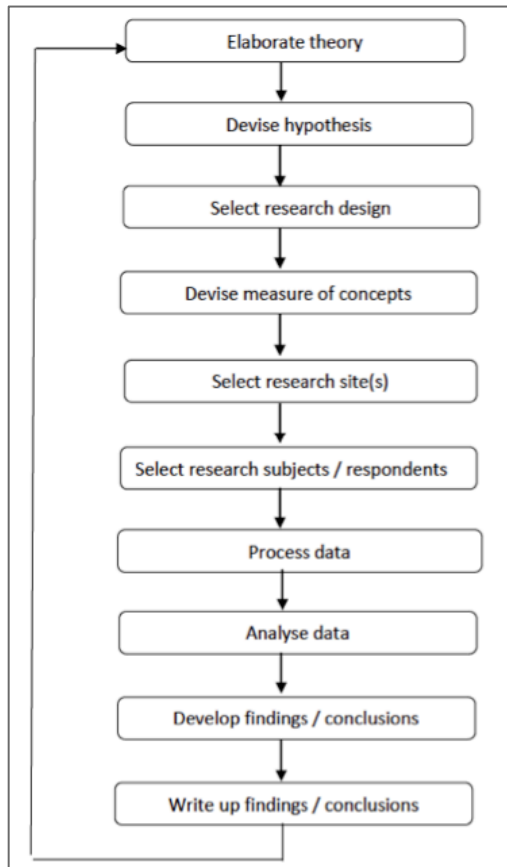 Elaborate theory
Devise hypothesis
Select research design
Devise measure of concepts
Select research site(s)
Select research subjects / respondents
Process data
Analyse data
Develop findings / conclusions
Write up findings / conclusions